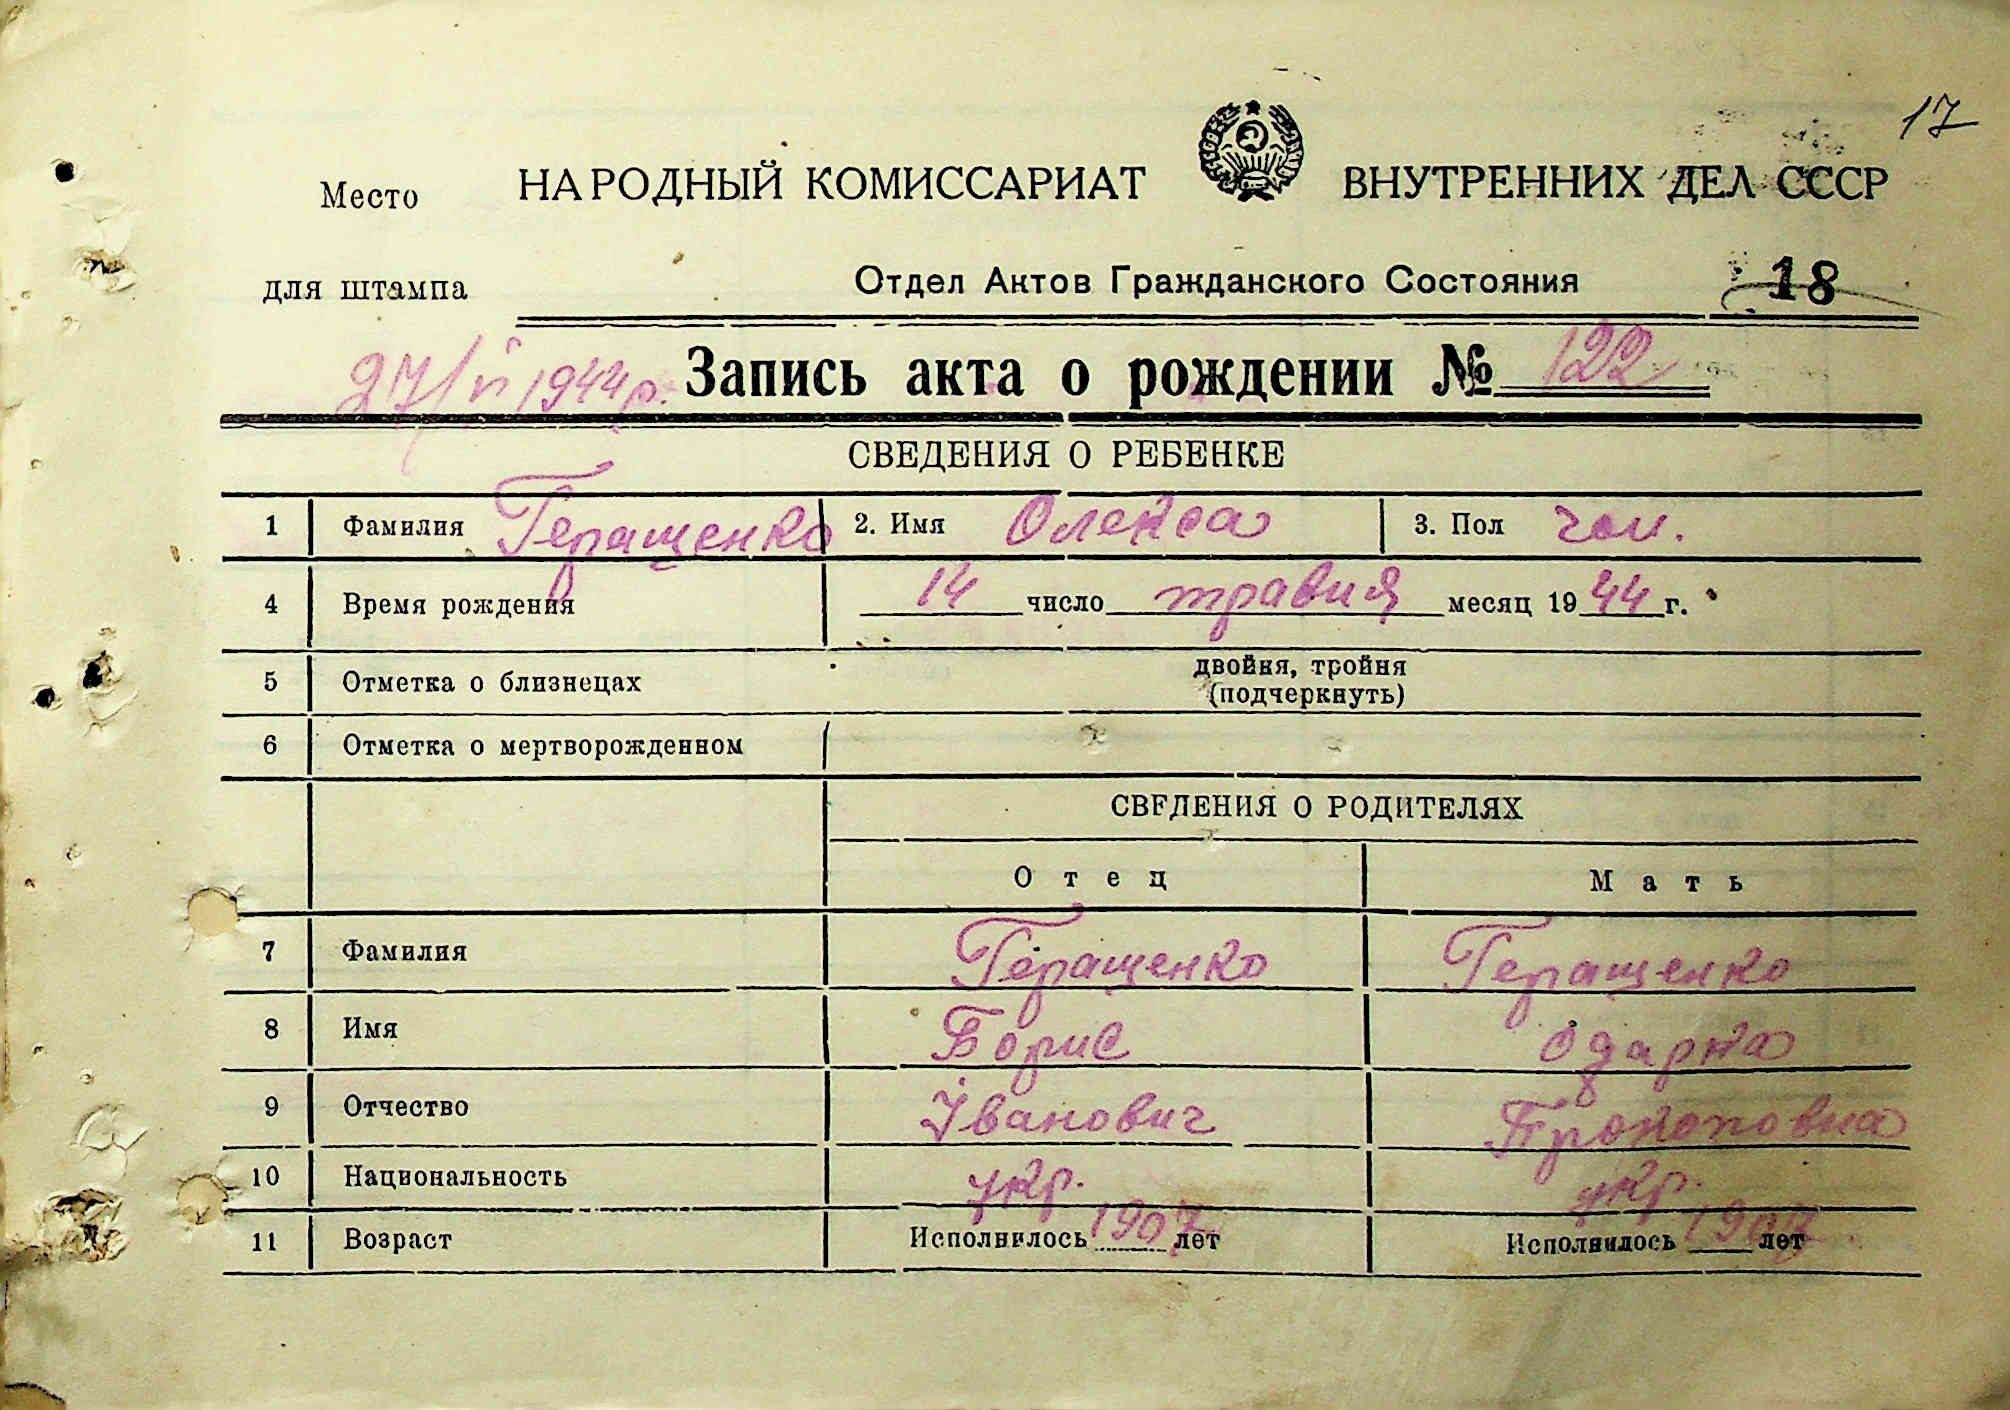 17
Место НАРОДНЫЙ КОМИССАРИАТ ВНУТРЕННИХ ДЕЛ СССР
для штампа Отдел Актов Гражданского Состояния 18
27/VI 1944 р. Запись акта о рождении № 122
СВЕДЕНИЯ О РЕБЕНКЕ
1 Фамилия Геращенко 2. Имя Олекса 3. Пол чол.
4 Время рождения 14 число травня месяц 1944 г.
5 Отметка о близнецах двойня, тройня
(подчеркнуть)
6 Отметка о мертворожденном
СВЕДЕНИЯ О РОДИТЕЛЯХ
Отец Мать
7 Фамилия Геращенко Геращенко
8 Имя Борис Одарка
9 Отчество Іванович Прокоповна
10 Национальность укр. укр.
11 Возраст Исполнилось 1907 лет Исполнилось лет